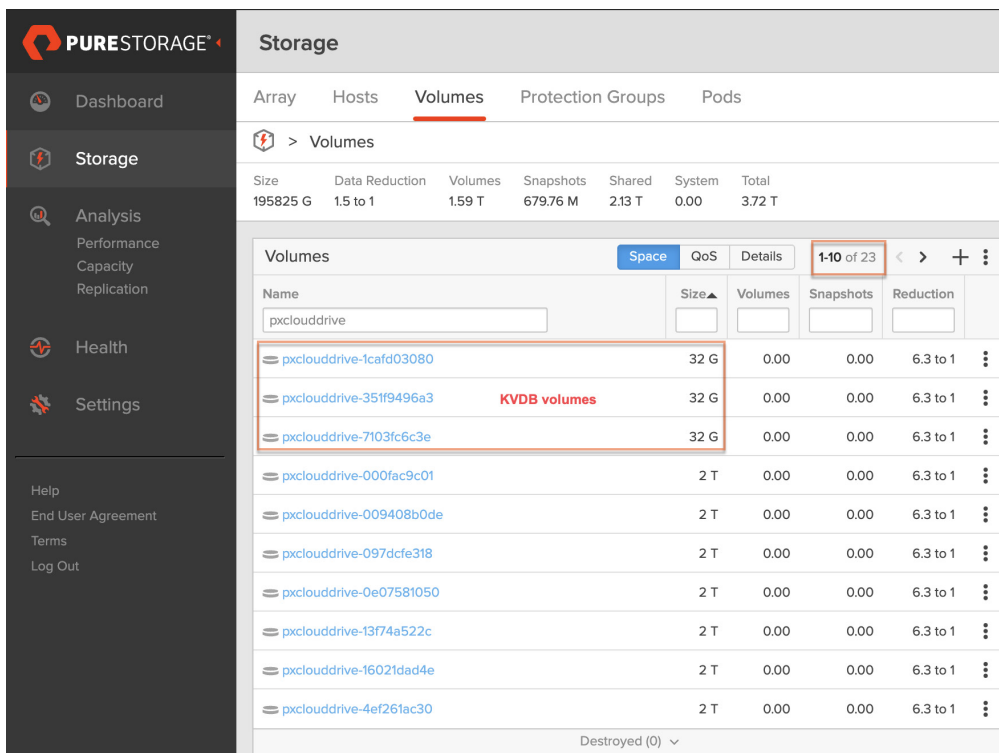 PURESTORAGE®
Dashboard
Storage
Analysis
Performance
Capacity
Replication
Health
Settings
Help
End User Agreement
Terms
Log Out
Storage
Array Hosts Volumes Protection Groups Pods
> Volumes
Size Data Reduction Volumes Snapshots Shared System Total
195825 G 1.5 to 1 1.59 T 679.76 M 2.13 T 0.00 3.72 T
Volumes Space QoS Details 1-10 of 23
Name Size Volumes Snapshots Reduction
pxclouddrive
pxclouddrive-1cafd03080 32 G 0.00 0.00 6.3 to 1
pxclouddrive-351f9496a3 KVDB volumes 32 G 0.00 0.00 6.3 to 1
pxclouddrive-7103fc6c3e 32 G 0.00 0.00 6.3 to 1
pxclouddrive-000fac9c01 2 T 0.00 0.00 6.3 to 1
pxclouddrive-009408b0de 2 T 0.00 0.00 6.3 to 1
pxclouddrive-097dcfe318 2 T 0.00 0.00 6.3 to 1
pxclouddrive-0e07581050 2 T 0.00 0.00 6.3 to 1
pxclouddrive-13f74a522c 2 T 0.00 0.00 6.3 to 1
pxclouddrive-16021dad4e 2 T 0.00 0.00 6.3 to 1
pxclouddrive-4ef261ac30 2 T 0.00 0.00 6.3 to 1
Destroyed (0)